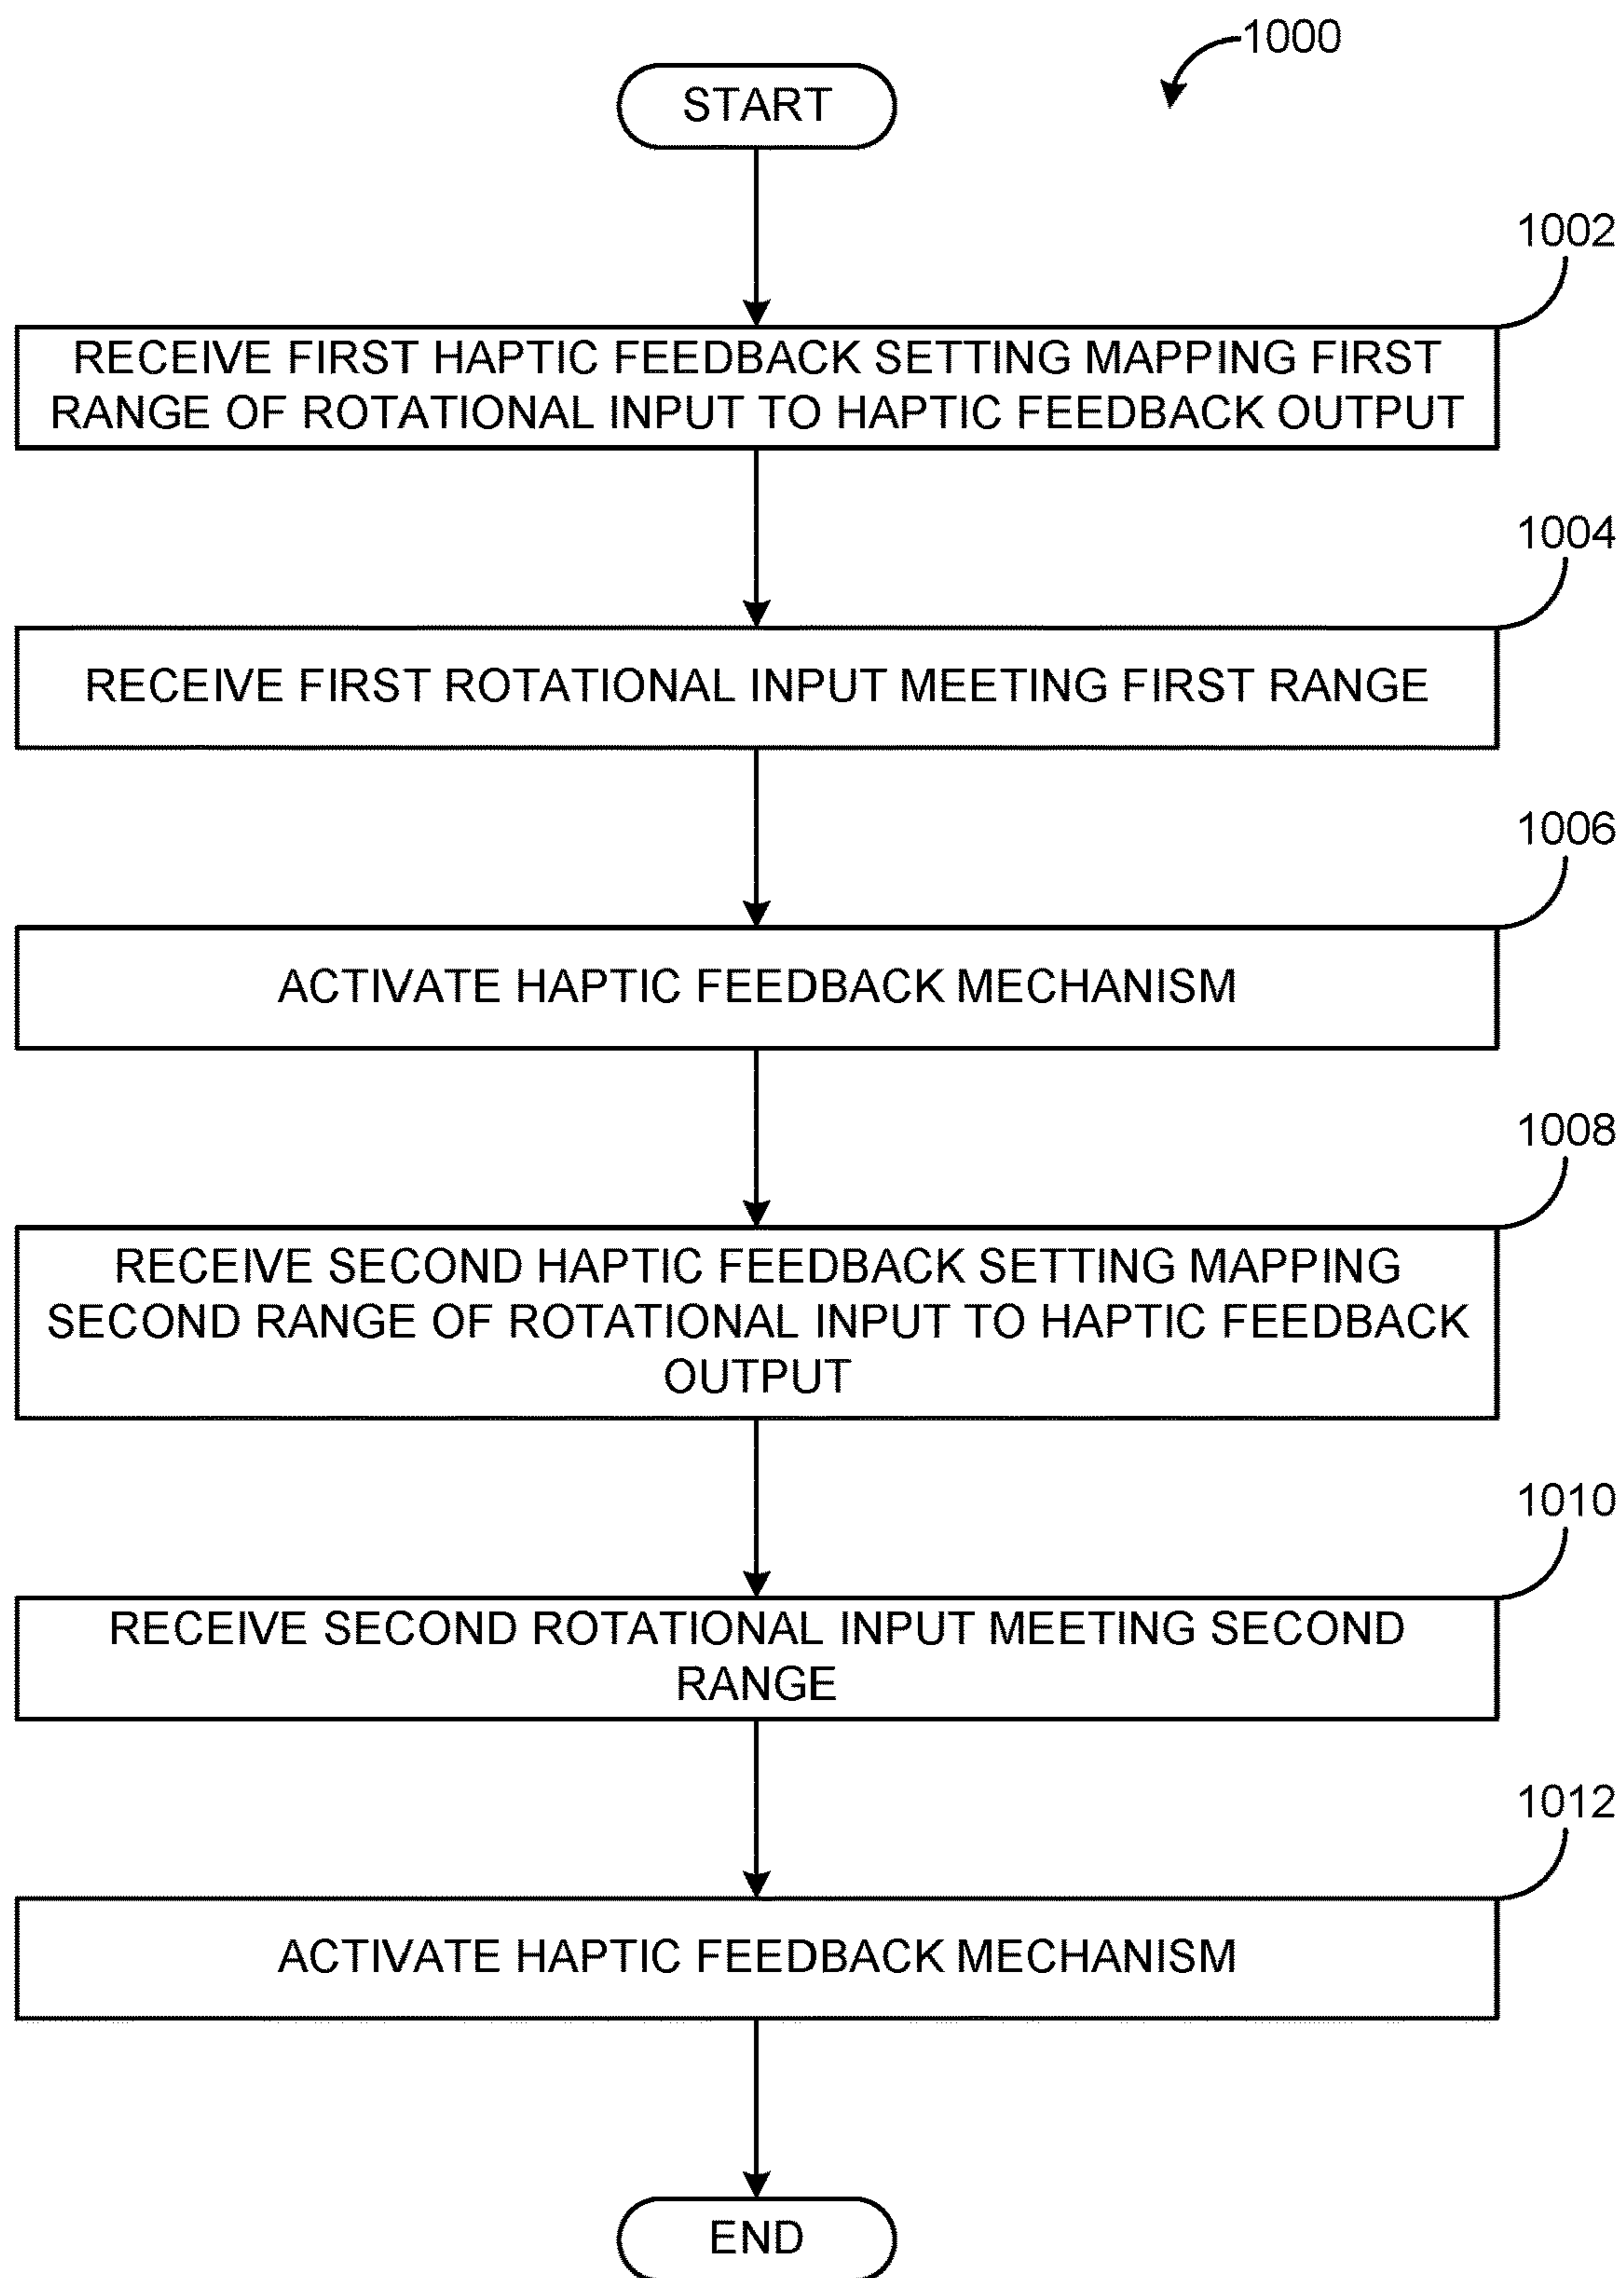 1000
START
1002
RECEIVE FIRST HAPTIC FEEDBACK SETTING MAPPING FIRST
RANGE OF ROTATIONAL INPUT TO HAPTIC FEEDBACK OUTPUT
1004
RECEIVE FIRST ROTATIONAL INPUT MEETING FIRST RANGE
1006
ACTIVATE HAPTIC FEEDBACK MECHANISM
1008
RECEIVE SECOND HAPTIC FEEDBACK SETTING MAPPING
SECOND RANGE OF ROTATIONAL INPUT TO HAPTIC FEEDBACK
OUTPUT
1010
RECEIVE SECOND ROTATIONAL INPUT MEETING SECOND
RANGE
1012
ACTIVATE HAPTIC FEEDBACK MECHANISM
END